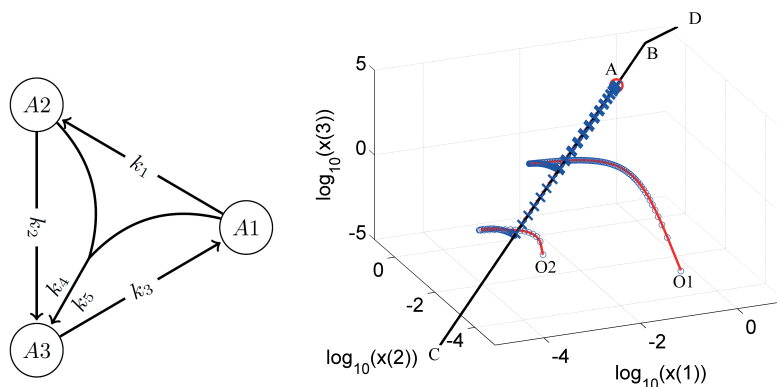 A2
A1
A3
k1
k2
k3
k4
k5
5
0
-5
log10(x(3))
0
-2
-4
log10(x(2))
-4
-2
0
log10(x(1))
A
B
D
C
O1
O2